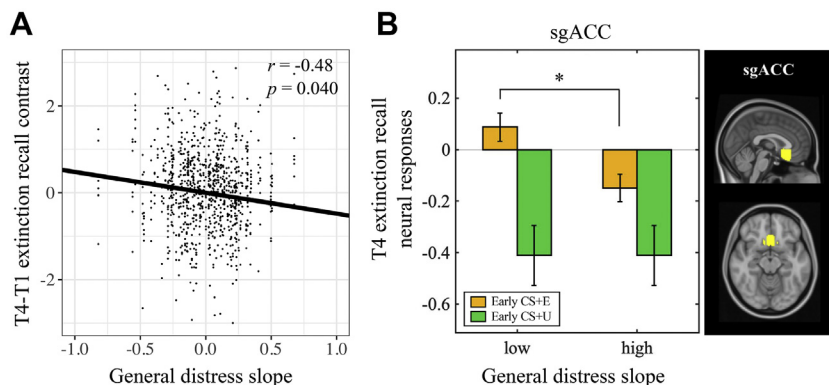 A
T4-T1 extinction recall contrast
r = -0.48
p = 0.040
2
0
-2
-1.0 -0.5 0.0 0.5 1.0
General distress slope
B
sgACC
T4 extinction recall
neural responses
*
0.2
0
-0.2
-0.4
-0.6
Early CS+E
Early CS+U
low high
General distress slope
sgACC